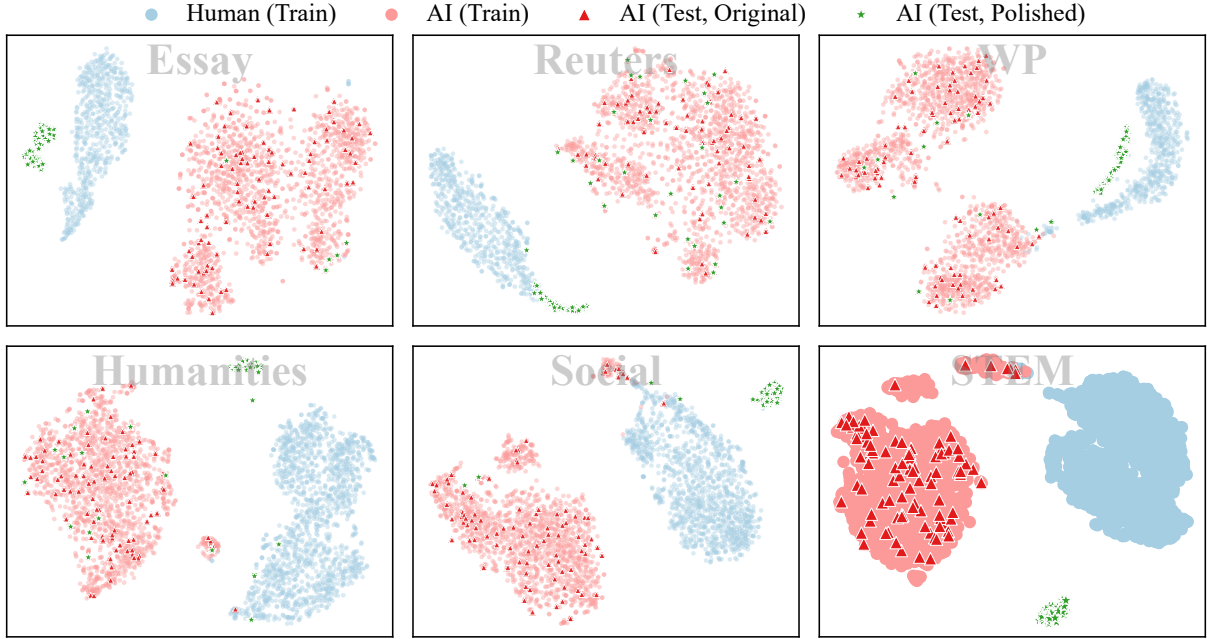 Human (Train) AI (Train) AI (Test, Original) AI (Test, Polished)
Essay Reuters WP
Humanities Social STEM